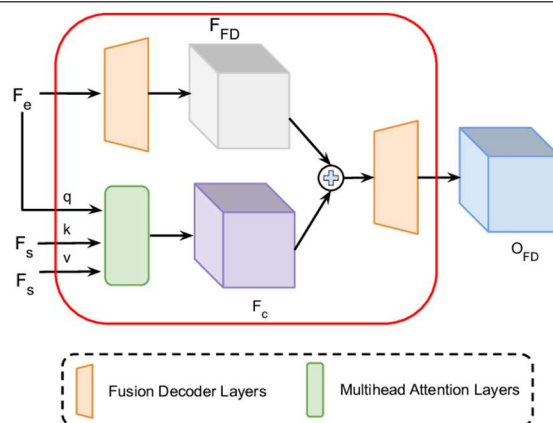 F_FD
F_e
q
k
F_s
v
F_s
F_c
O_FD
Fusion Decoder Layers
Multihead Attention Layers